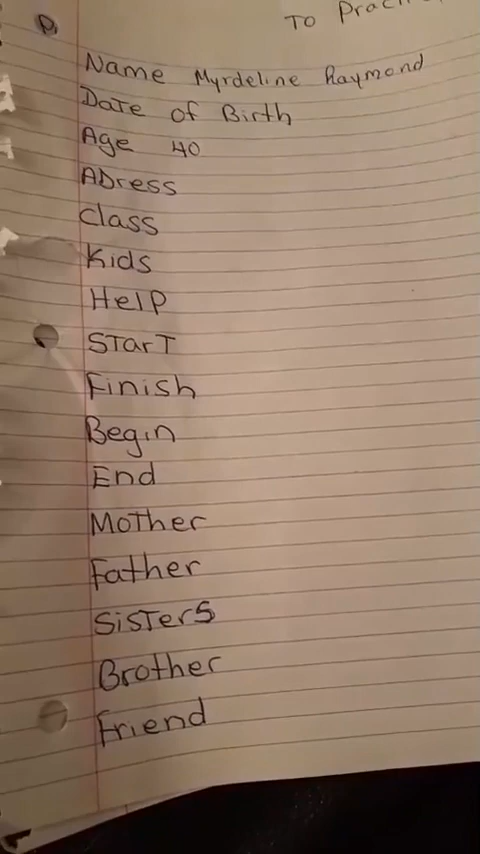 To
Name Myrdeline Raymond
Date of Birth
Age 40
ADress
Class
Kids
Help
Start
Finish
Begin
End
Mother
Father
Sisters
Brother
Friend